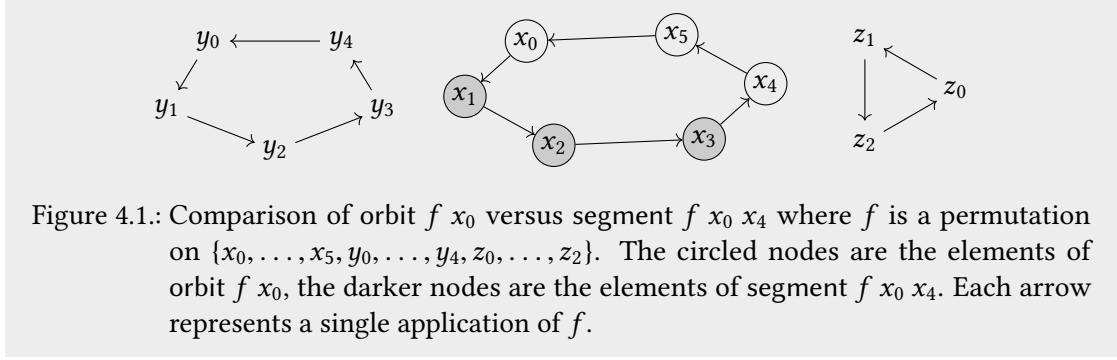 y₀ y₄ x₀ x₅ z₁
y₁ y₃ x₁ x₄ z₀
y₂ x₂ x₃ z₂
Figure 4.1.: Comparison of orbit f x₀ versus segment f x₀ x₄ where f is a permutation
on {x₀, . . . , x₅, y₀, . . . , y₄, z₀, . . . , z₂}. The circled nodes are the elements of
orbit f x₀, the darker nodes are the elements of segment f x₀ x₄. Each arrow
represents a single application of f.